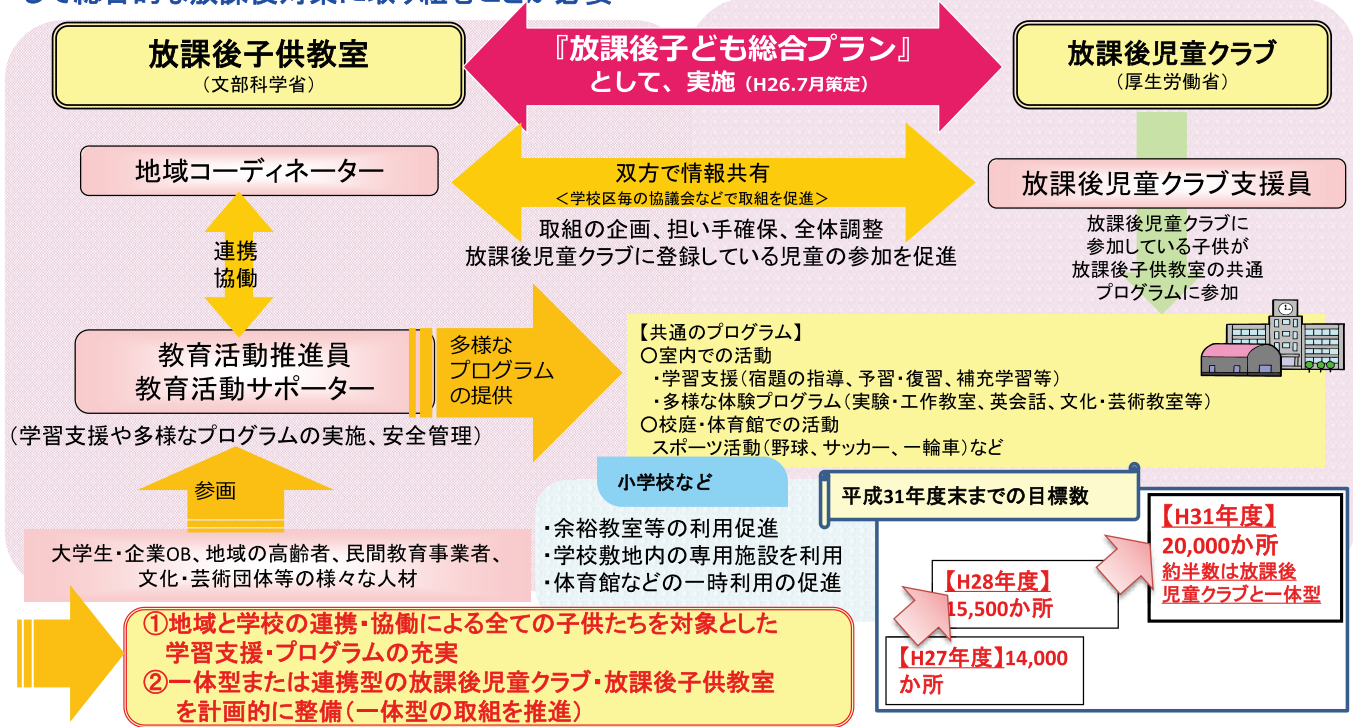 して総合的な放課後対策に取り組むことが必要
放課後子供教室
（文部科学省）
『放課後子ども総合プラン』
として、実施（H26.7月策定）
放課後児童クラブ
（厚生労働省）
地域コーディネーター
双方で情報共有
＜学校区毎の協議会などで取組を促進＞
取組の企画、担い手確保、全体調整
放課後児童クラブに登録している児童の参加を促進
放課後児童クラブ支援員
放課後児童クラブに
参加している子供が
放課後子供教室の共通
プログラムに参加
連携
協働
教育活動推進員
教育活動サポーター
（学習支援や多様なプログラムの実施、安全管理）
多様な
プログラム
の提供
【共通のプログラム】
○室内での活動
・学習支援（宿題の指導、予習・復習、補充学習等）
・多様な体験プログラム（実験・工作教室、英会話、文化・芸術教室等）
○校庭・体育館での活動
スポーツ活動（野球、サッカー、一輪車）など
参画
大学生・企業OB、地域の高齢者、民間教育事業者、
文化・芸術団体等の様々な人材
小学校など
・余裕教室等の利用促進
・学校敷地内の専用施設を利用
・体育館などの一時利用の促進
平成31年度末までの目標数
【H31年度】
20,000か所
約半数は放課後
児童クラブと一体型
【H28年度】
15,500か所
【H27年度】14,000
か所
①地域と学校の連携・協働による全ての子供たちを対象とした
学習支援・プログラムの充実
②一体型または連携型の放課後児童クラブ・放課後子供教室
を計画的に整備（一体型の取組を推進）